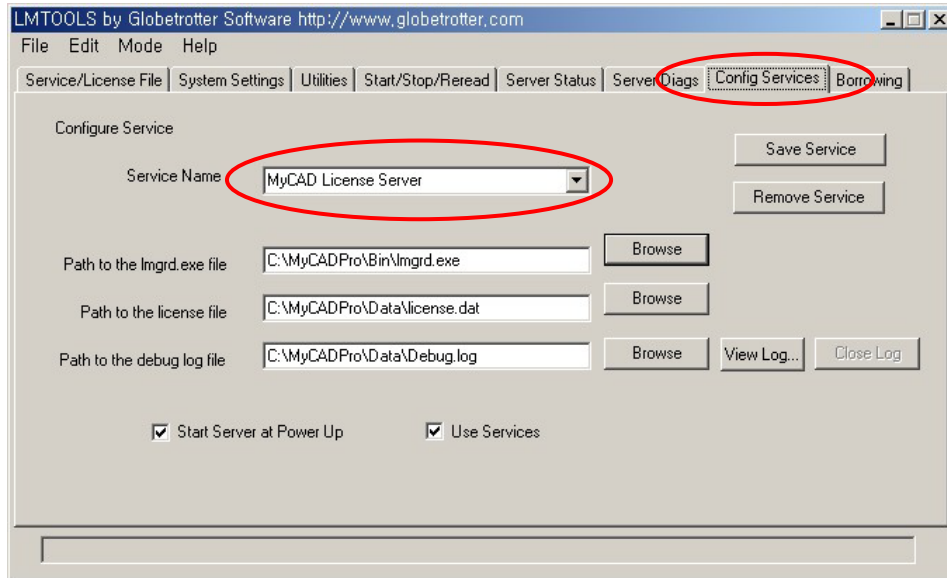 LMTOOLS by Globetrotter Software http://www.globetrotter.com
File Edit Mode Help
Service/License File System Settings Utilities Start/Stop/Reread Server Status Server Diags Config Services Borrowing
Configure Service
Save Service
Service Name MyCAD License Server
Remove Service
Path to the lmgrd.exe file C:\MyCADPro\Bin\lmgrd.exe Browse
Path to the license file C:\MyCADPro\Data\license.dat Browse
Path to the debug log file C:\MyCADPro\Data\Debug.log Browse View Log... Close Log
Start Server at Power Up Use Services